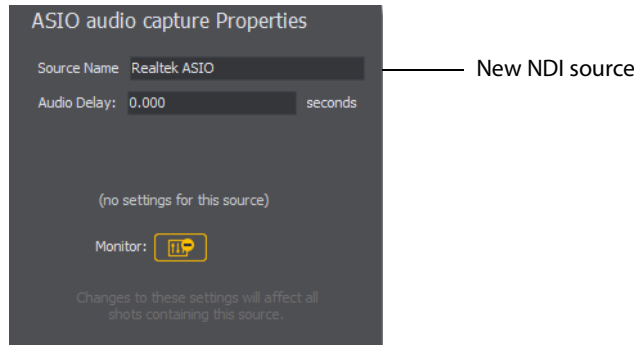 ASIO audio capture Properties
Source Name Realtek ASIO
New NDI source
Audio Delay: 0.000 seconds
(no settings for this source)
Monitor:
Changes to these settings will affect all
shots containing this source.